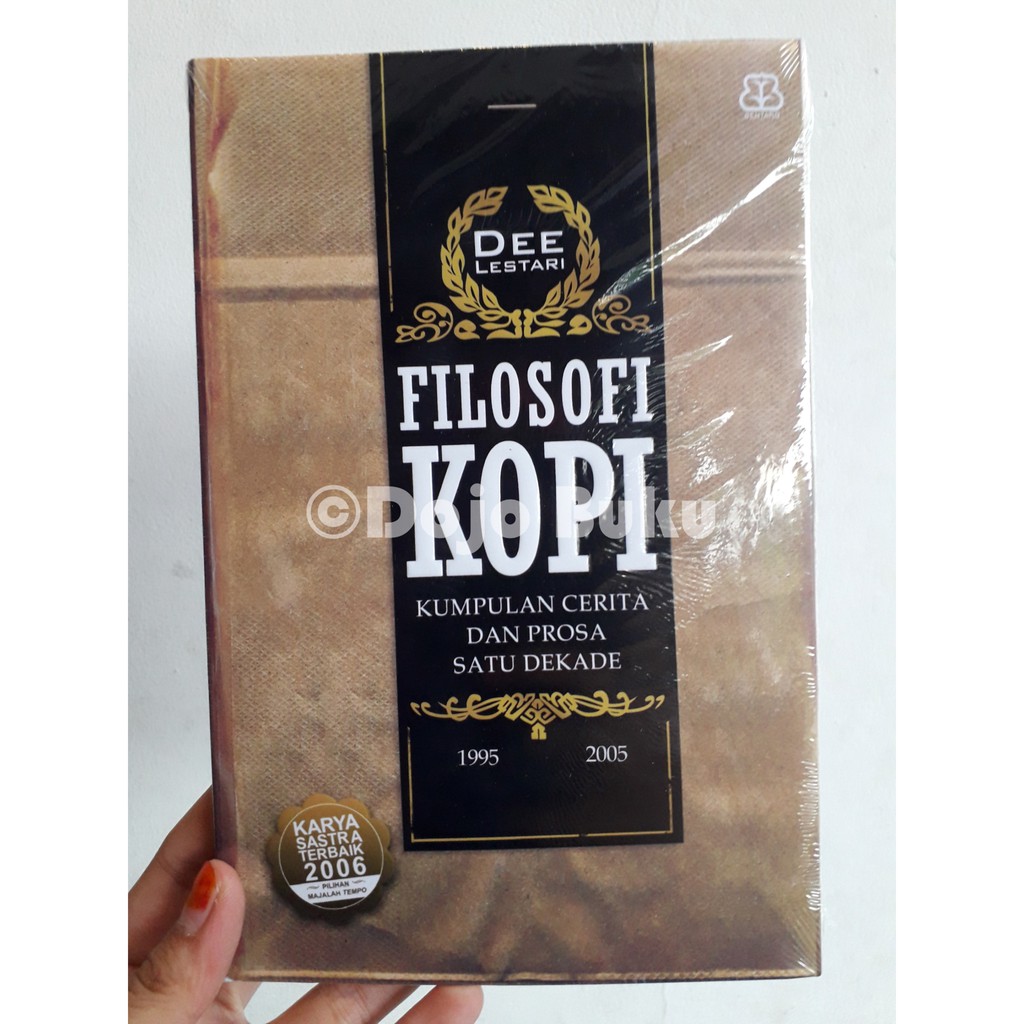 BENTANG
DEE
LESTARI
FILOSOFI
KOPI
©Dojo Buku
KUMPULAN CERITA
DAN PROSA
SATU DEKADE
1995 2005
KARYA
SASTRA
TERBAIK
2006
PILIHAN
MAJALAH TEMPO